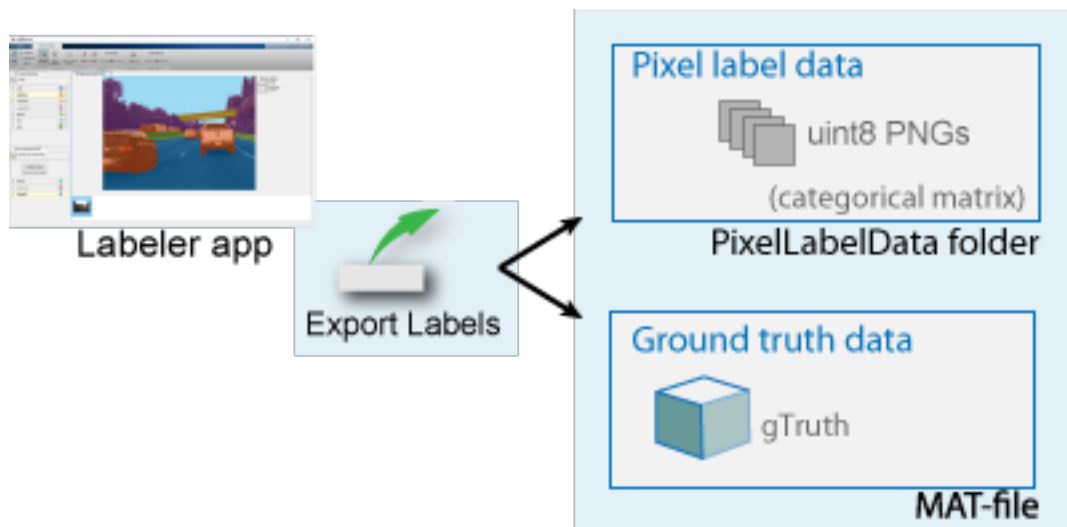 Labeler app
Export Labels
Pixel label data
uint8 PNGs
(categorical matrix)
PixelLabelData folder
Ground truth data
gTruth
MAT-file